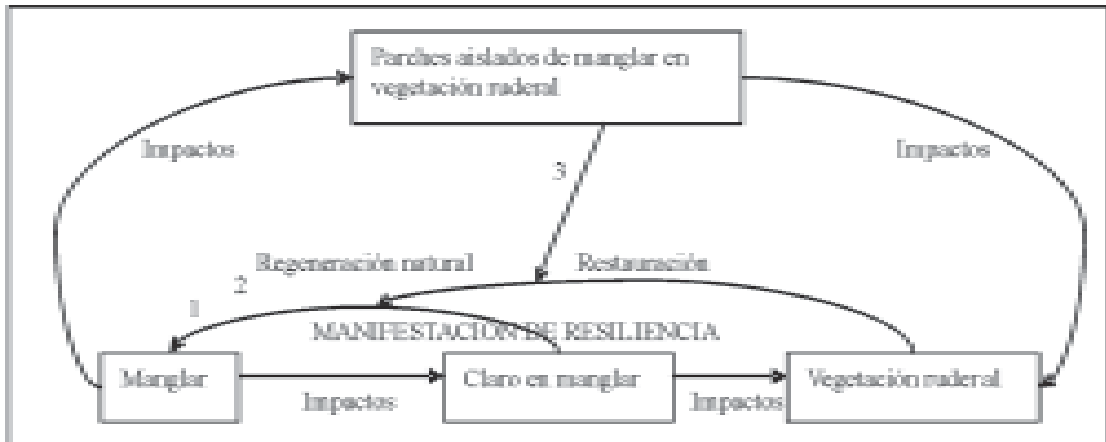 Parches aislados de manglar en
vegetación ruderal
Impactos
Impactos
3
Regeneración natural
Restauración
2
1
MANIFESTACIÓN DE RESILIENCIA
Manglar
Claro en manglar
Vegetación ruderal
Impactos
Impactos